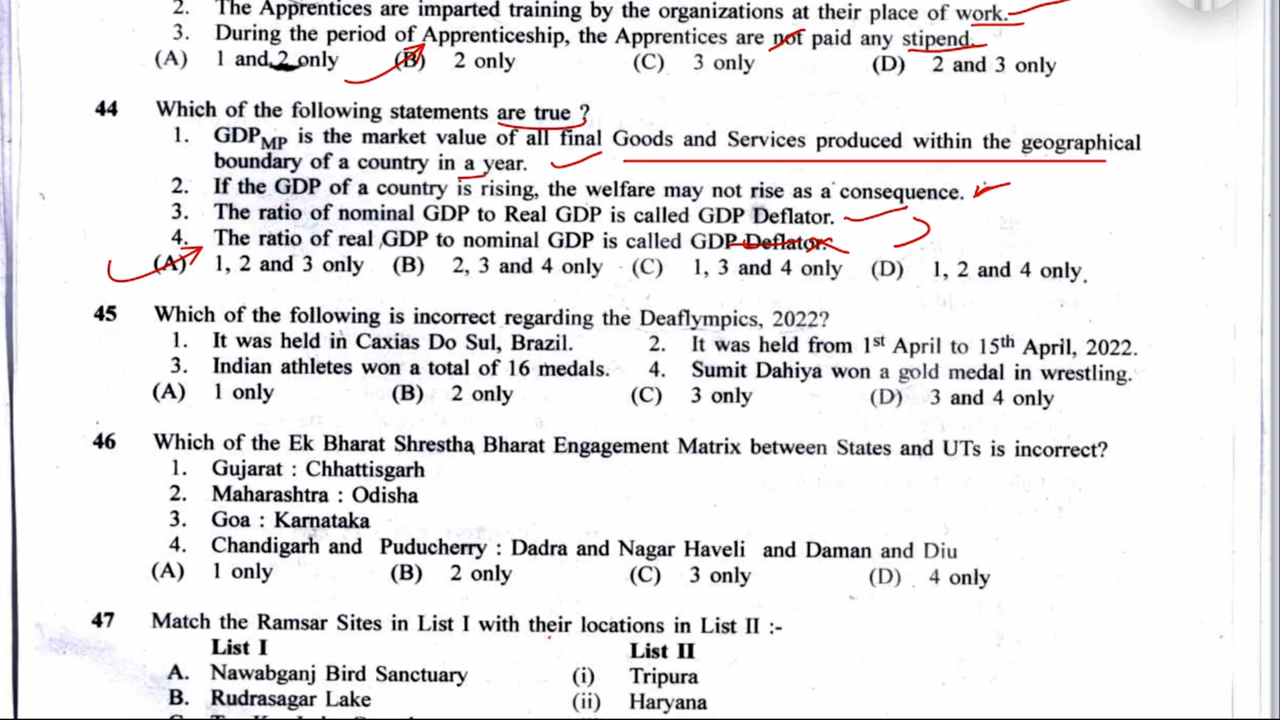 2. The Apprentices are imparted training by the organizations at their place of work.
3. During the period of Apprenticeship, the Apprentices are not paid any stipend.
(A) 1 and 2 only (B) 2 only (C) 3 only (D) 2 and 3 only
44 Which of the following statements are true ?
1. GDPMP is the market value of all final Goods and Services produced within the geographical
boundary of a country in a year.
2. If the GDP of a country is rising, the welfare may not rise as a consequence.
3. The ratio of nominal GDP to Real GDP is called GDP Deflator.
4. The ratio of real GDP to nominal GDP is called GDP Deflator.
(A) 1, 2 and 3 only (B) 2, 3 and 4 only (C) 1, 3 and 4 only (D) 1, 2 and 4 only.
45 Which of the following is incorrect regarding the Deaflympics, 2022?
1. It was held in Caxias Do Sul, Brazil. 2. It was held from 1st April to 15th April, 2022.
3. Indian athletes won a total of 16 medals. 4. Sumit Dahiya won a gold medal in wrestling.
(A) 1 only (B) 2 only (C) 3 only (D) 3 and 4 only
46 Which of the Ek Bharat Shrestha Bharat Engagement Matrix between States and UTs is incorrect?
1. Gujarat : Chhattisgarh
2. Maharashtra : Odisha
3. Goa : Karnataka
4. Chandigarh and Puducherry : Dadra and Nagar Haveli and Daman and Diu
(A) 1 only (B) 2 only (C) 3 only (D) 4 only
47 Match the Ramsar Sites in List I with their locations in List II :-
List I List II
A. Nawabganj Bird Sanctuary (i) Tripura
B. Rudrasagar Lake (ii) Haryana